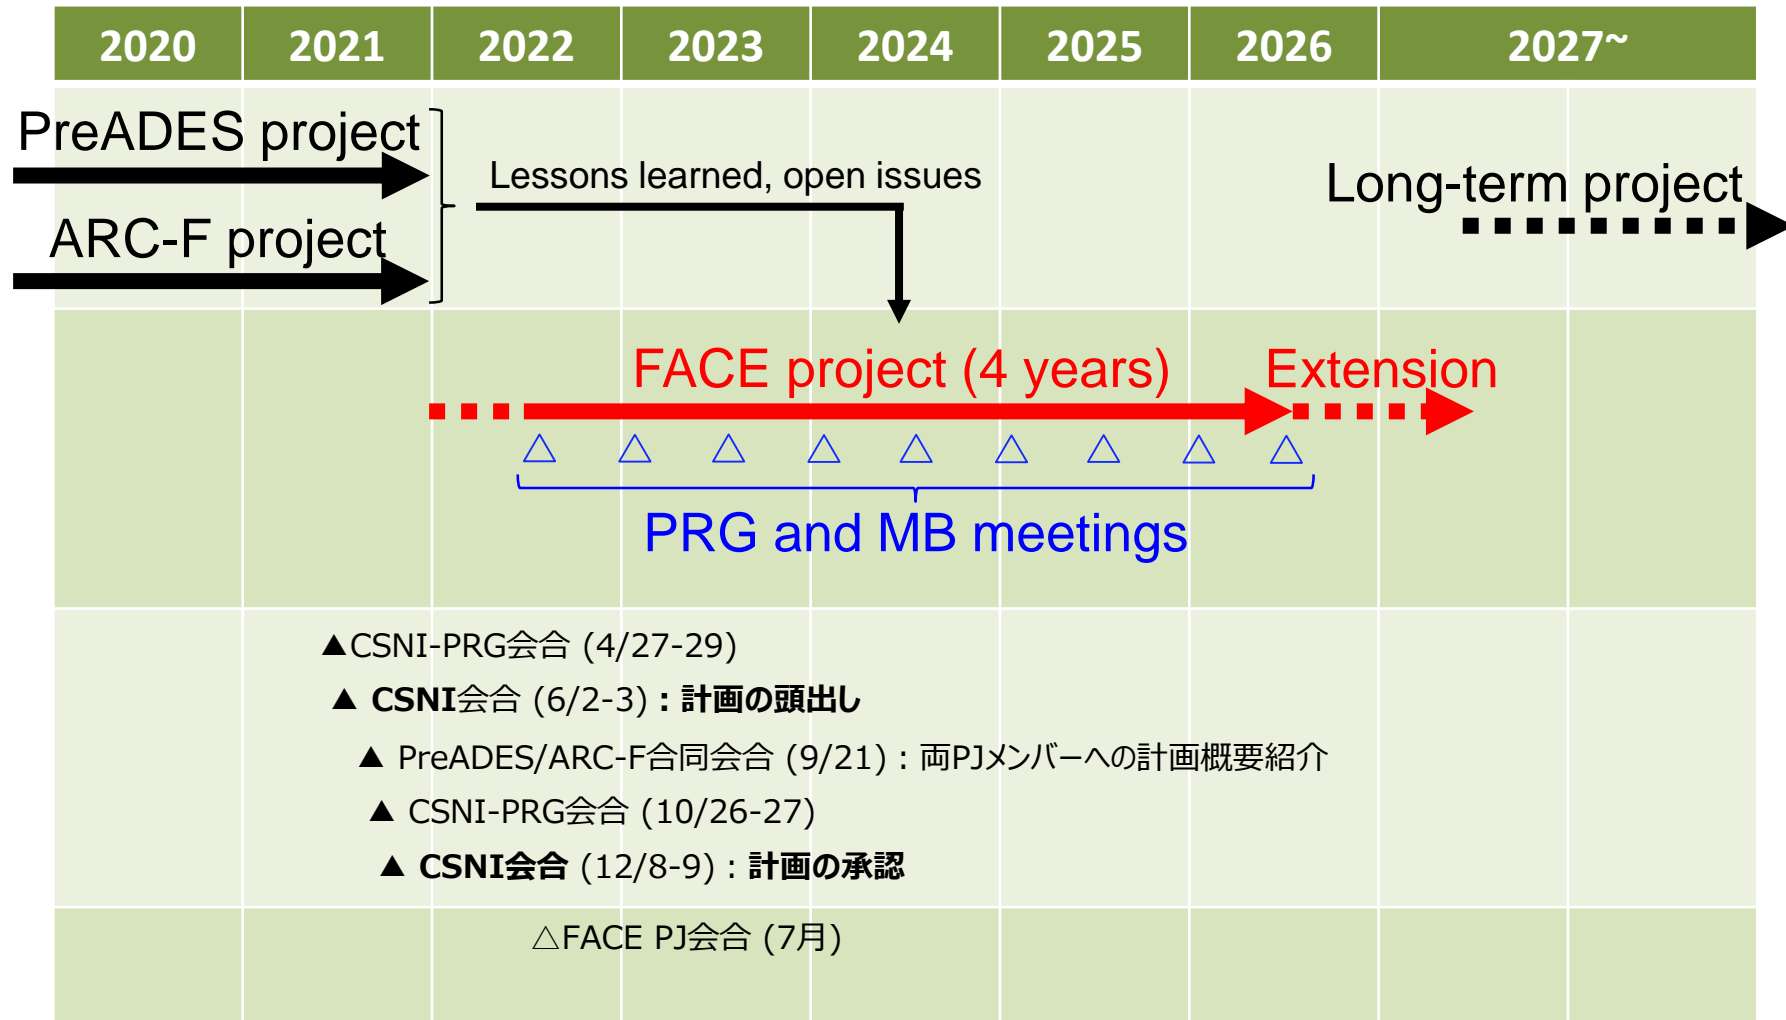 2020 2021 2022 2023 2024 2025 2026 2027~
PreADES project
Lessons learned, open issues
Long-term project
ARC-F project
FACE project (4 years) Extension
△ △ △ △ △ △ △ △ △
PRG and MB meetings
▲CSNI-PRG会合 (4/27-29)
▲ CSNI会合 (6/2-3)：計画の頭出し
▲ PreADES/ARC-F合同会合 (9/21)：両PJメンバーへの計画概要紹介
▲ CSNI-PRG会合 (10/26-27)
▲ CSNI会合 (12/8-9)：計画の承認
△FACE PJ会合 (7月)